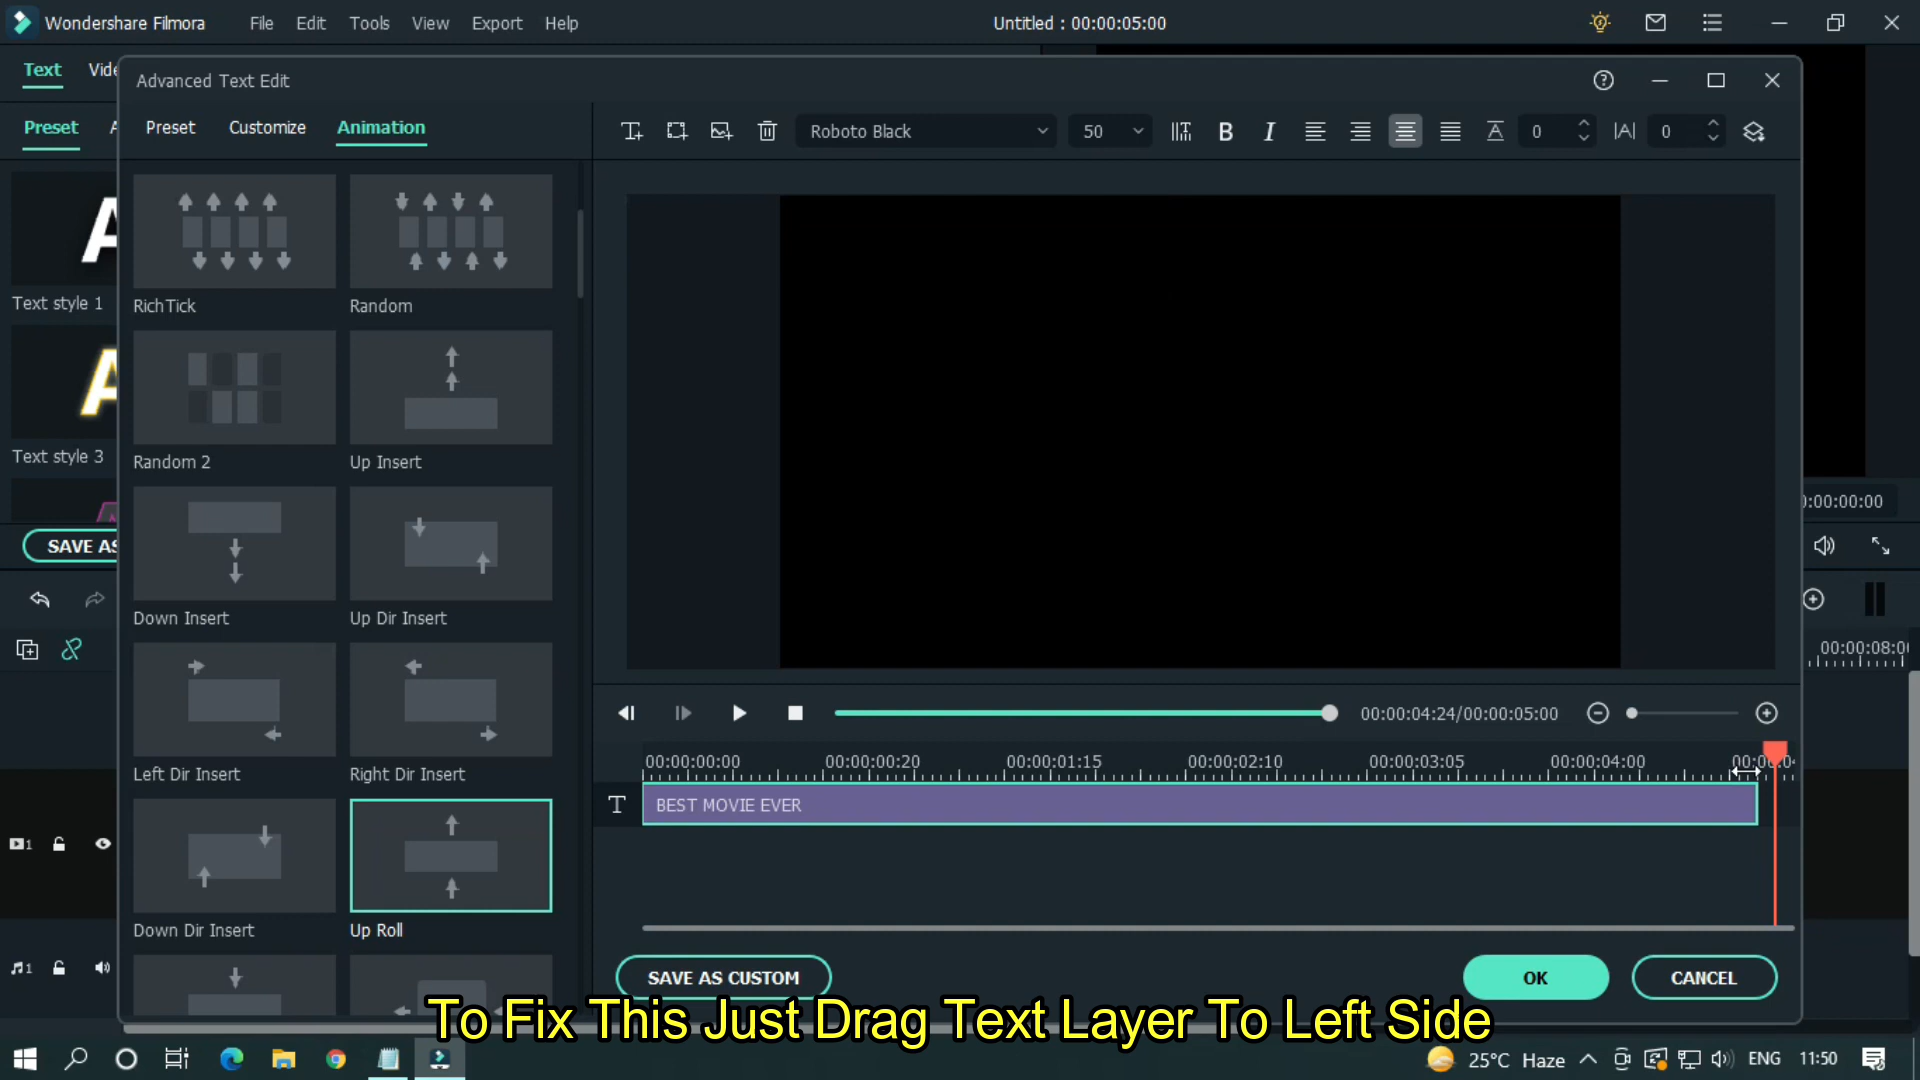 Wondershare Filmora File Edit Tools View Export Help Untitled : 00:00:05:00
Text
Advanced Text Edit
Preset
Preset Customize Animation
Roboto Black 50 0 0
RichTick Random
Text style 1
Random 2 Up Insert
Text style 3
00:00:00
SAVE AS
Down Insert Up Dir Insert
00:00:04:24/00:00:05:00
Left Dir Insert Right Dir Insert
00:00:00:00 00:00:00:20 00:00:01:15 00:00:02:10 00:00:03:05 00:00:04:00
T BEST MOVIE EVER
1
Down Dir Insert Up Roll
1
SAVE AS CUSTOM OK CANCEL
To Fix This Just Drag Text Layer To Left Side
25°C Haze ENG 11:50